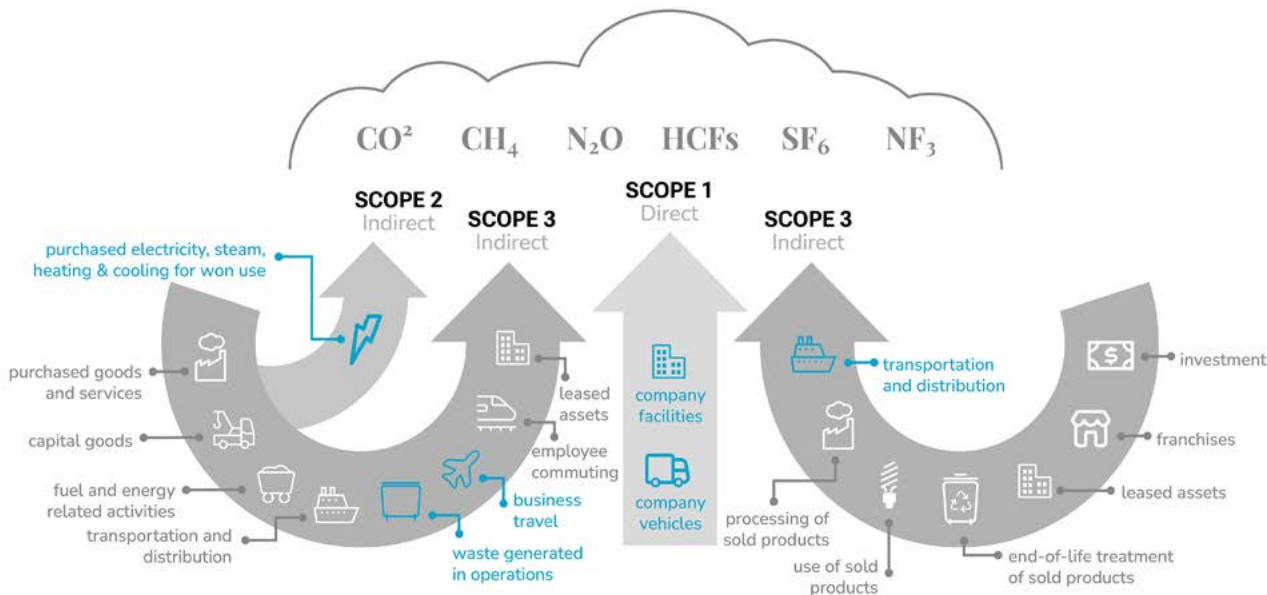 CO² CH₄ N₂O HCFs SF₆ NF₃
SCOPE 2
Indirect
SCOPE 3
Indirect
SCOPE 1
Direct
SCOPE 3
Indirect
purchased electricity, steam,
heating & cooling for won use
purchased goods
and services
capital goods
fuel and energy
related activities
transportation and
distribution
waste generated
in operations
business
travel
employee
commuting
leased
assets
company
facilities
company
vehicles
transportation
and distribution
processing of
sold products
use of sold
products
end-of-life treatment
of sold products
leased assets
franchises
investment
$